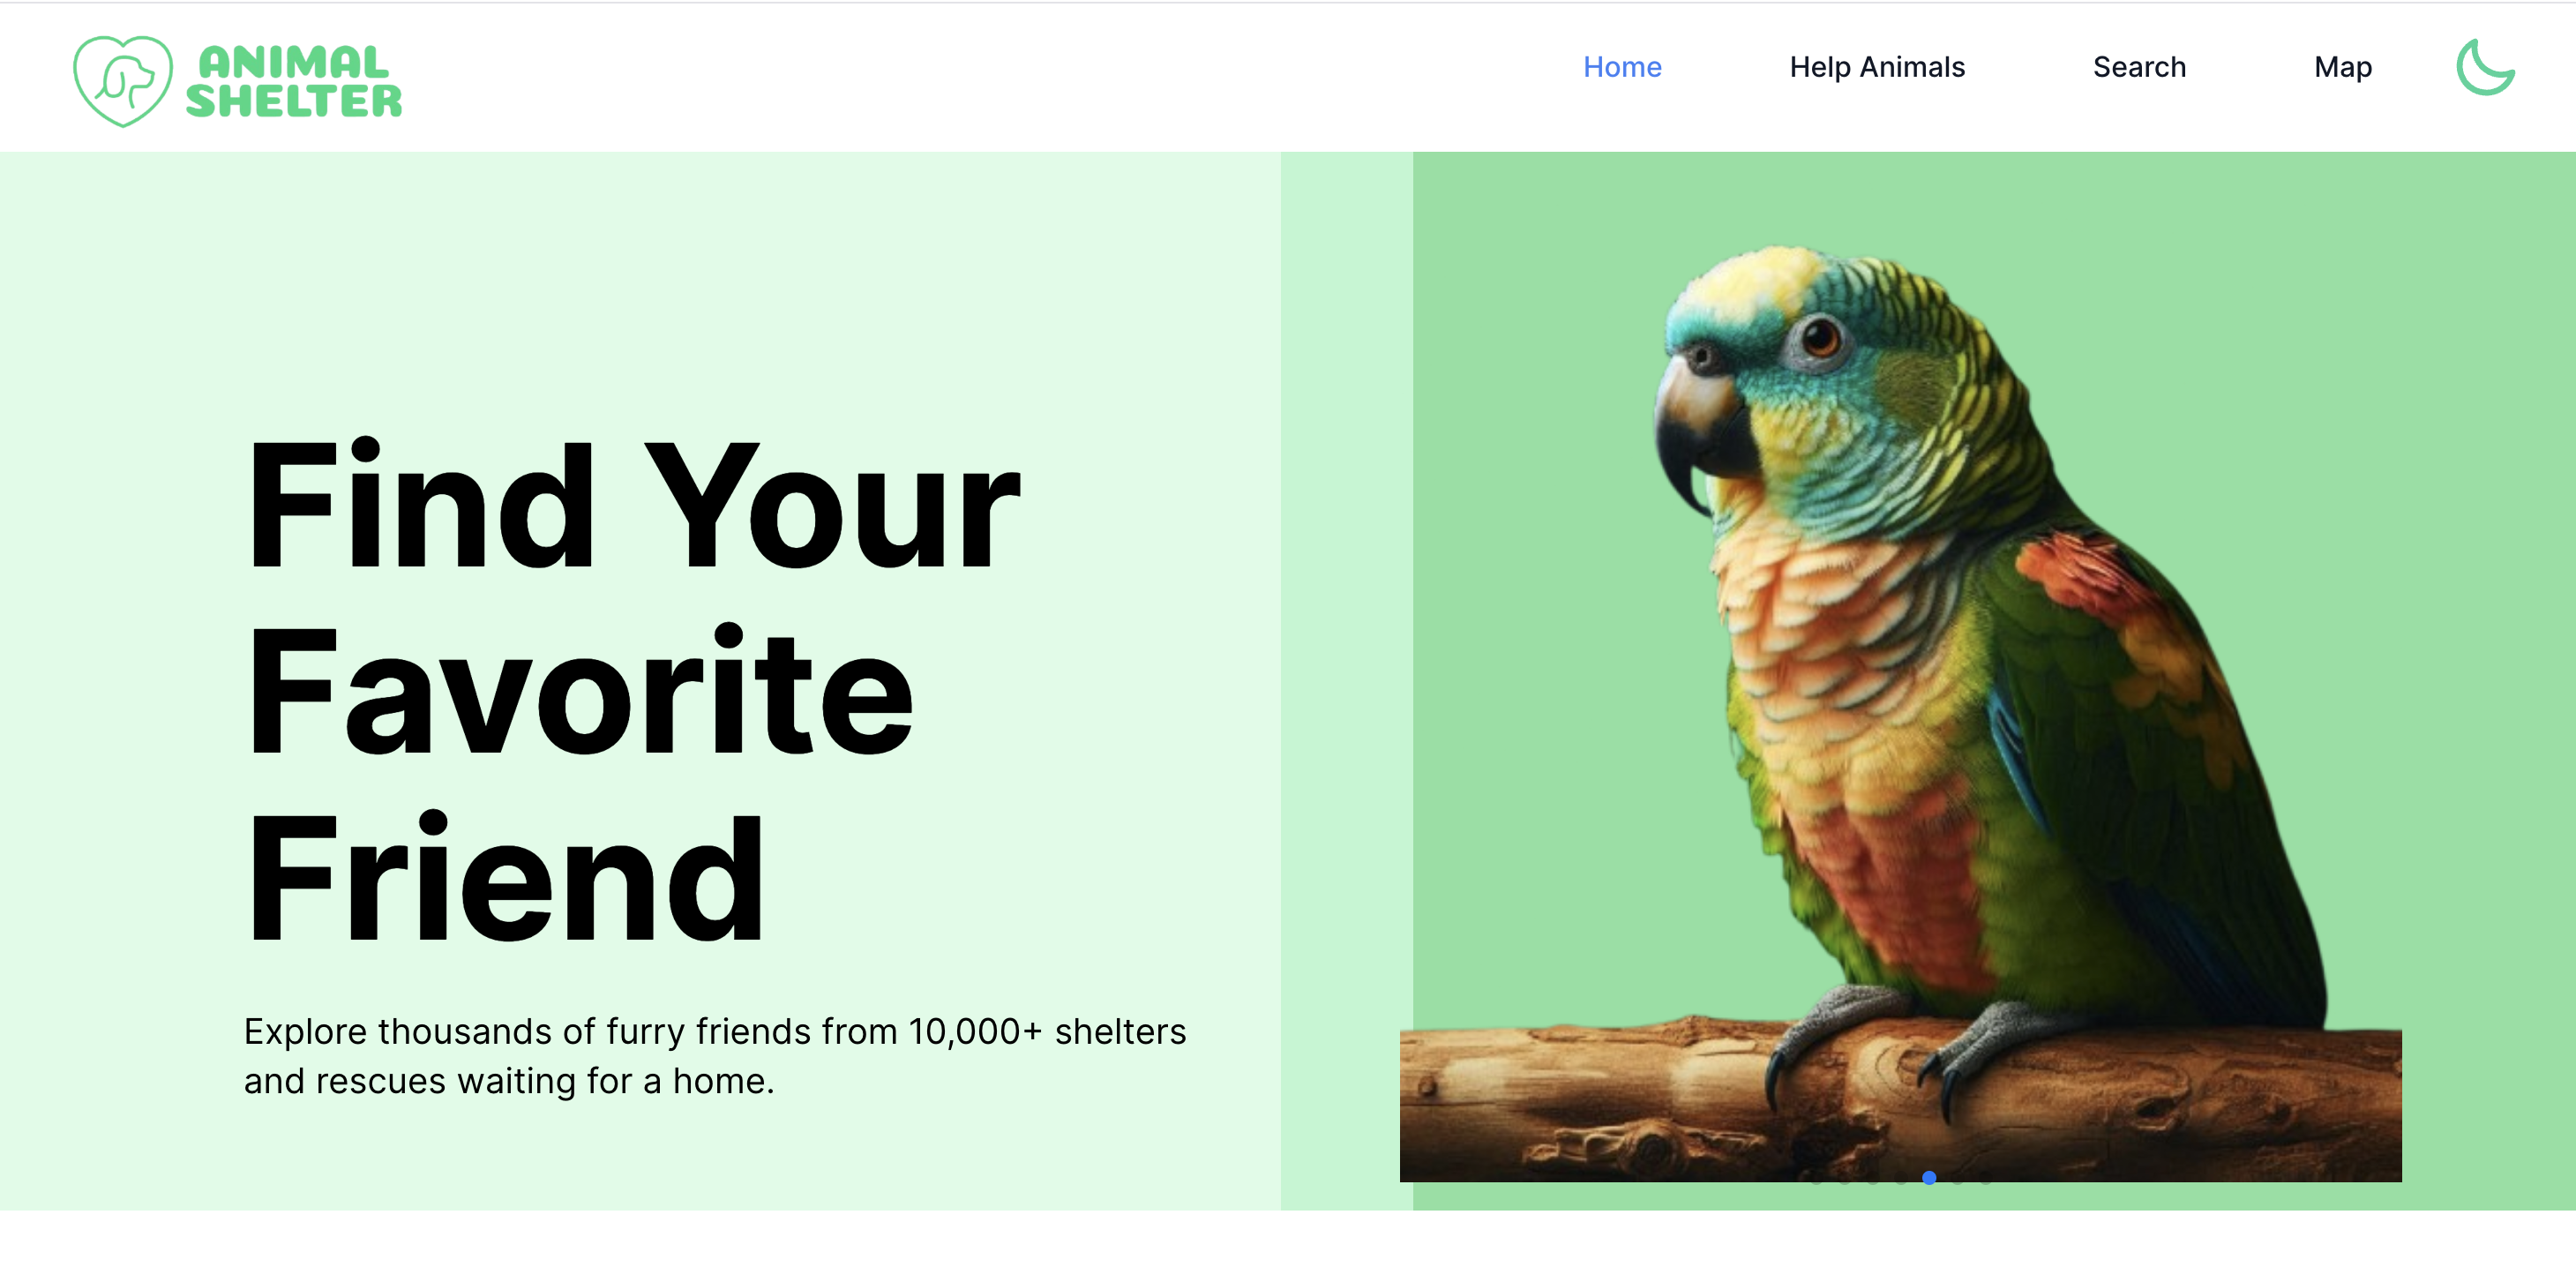 ANIMAL
SHELTER
Home Help Animals Search Map
Find Your
Favorite
Friend
Explore thousands of furry friends from 10,000+ shelters
and rescues waiting for a home.